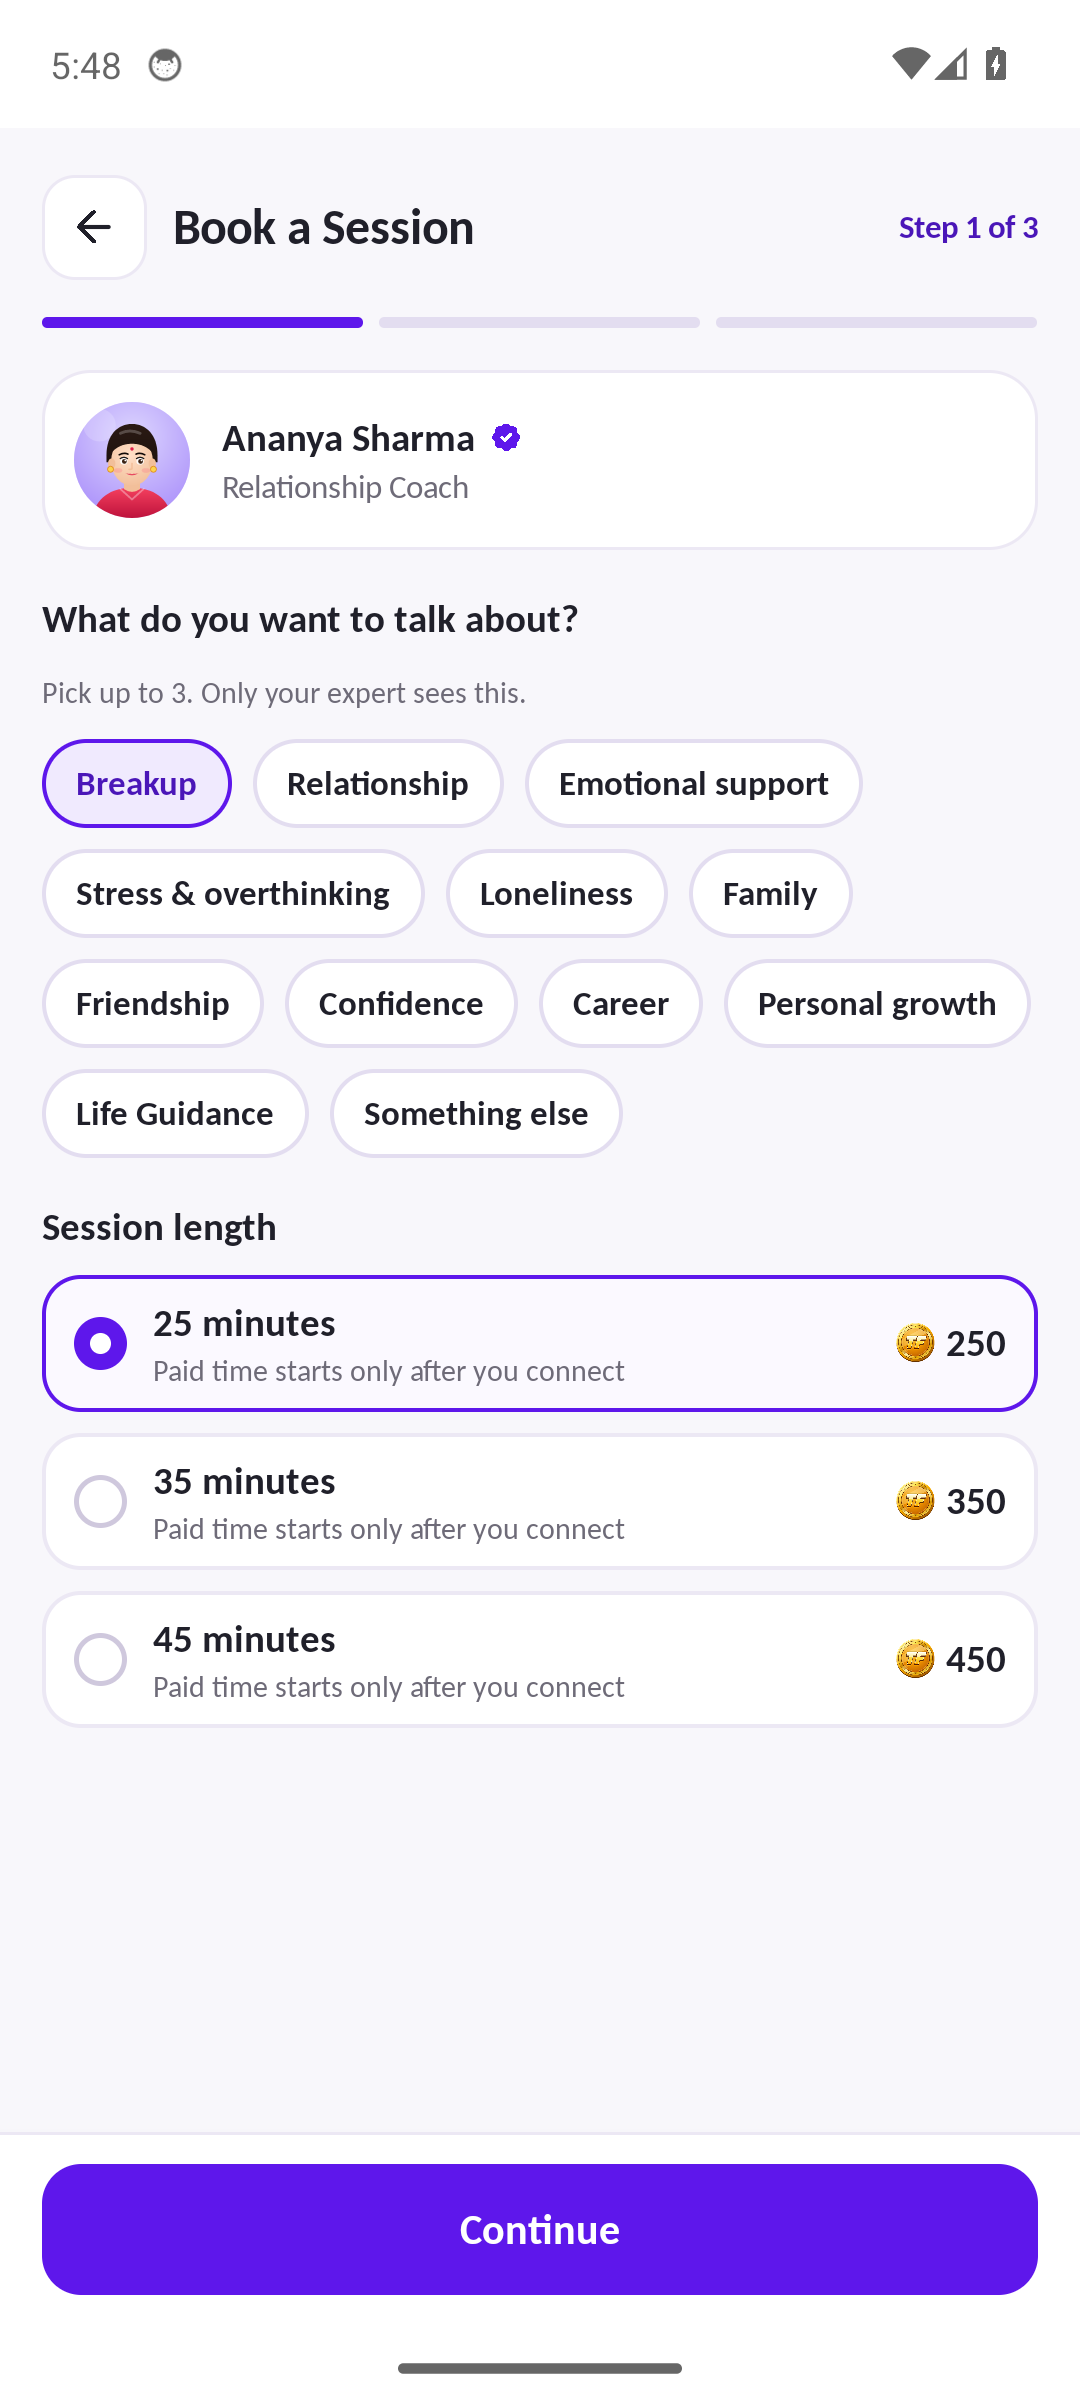 5:48
Book a Session
Step 1 of 3
Ananya Sharma
Relationship Coach
What do you want to talk about?
Pick up to 3. Only your expert sees this.
Breakup Relationship Emotional support
Stress & overthinking Loneliness Family
Friendship Confidence Career Personal growth
Life Guidance Something else
Session length
25 minutes
Paid time starts only after you connect
250
35 minutes
Paid time starts only after you connect
350
45 minutes
Paid time starts only after you connect
450
Continue